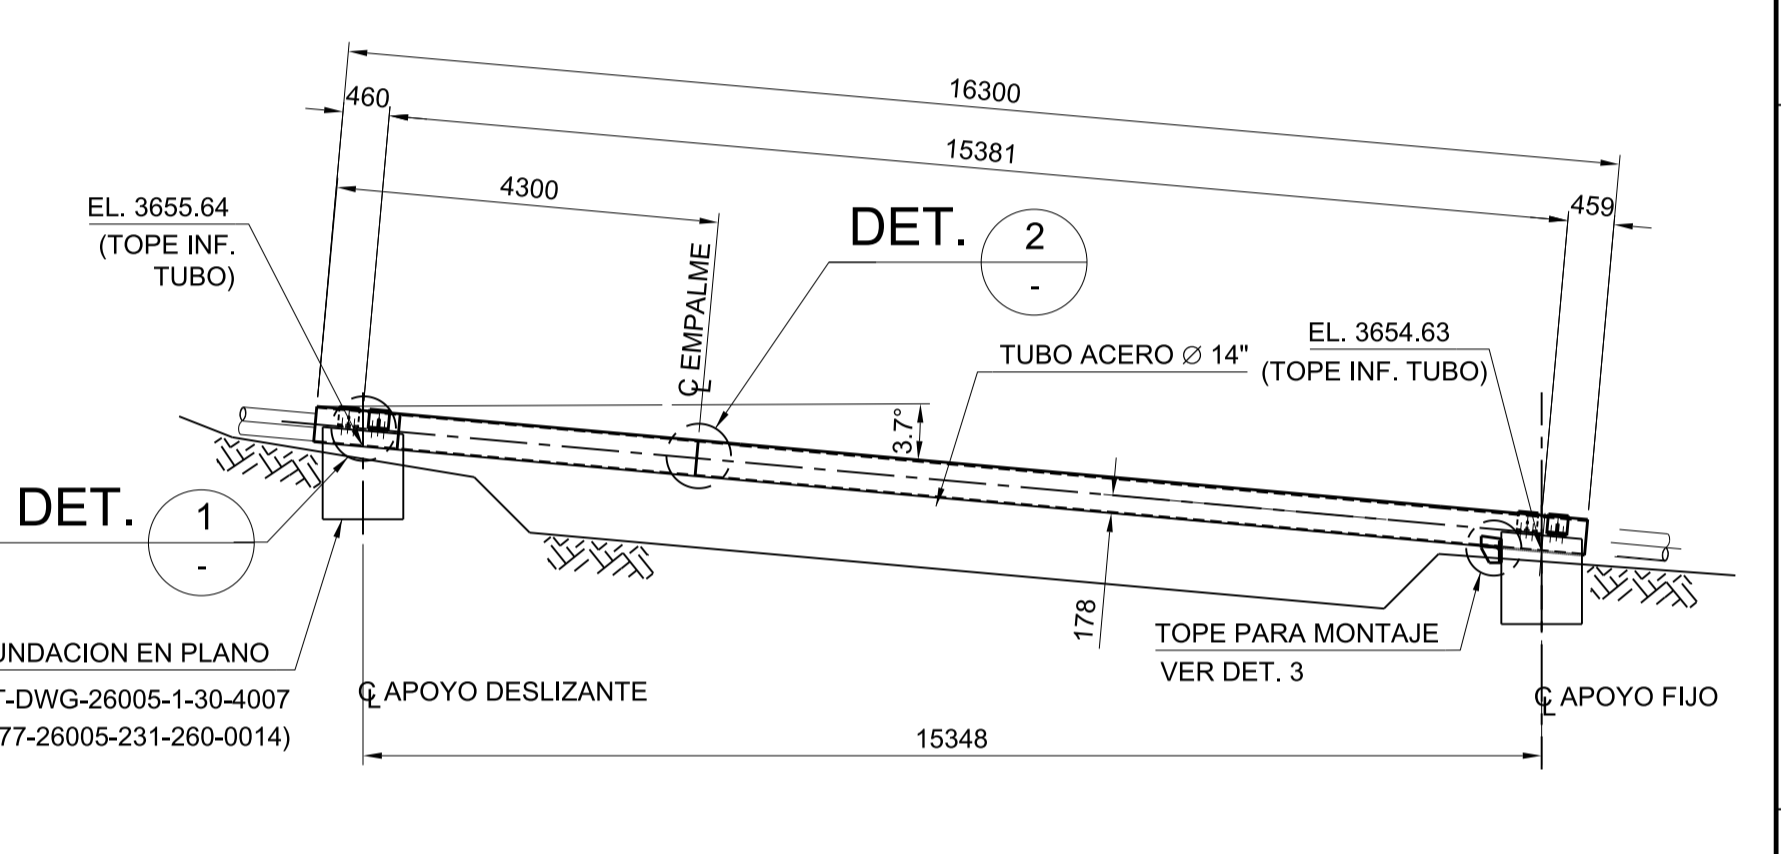 16300
460
15381
4300
459
EL. 3655.64
(TOPE INF.
TUBO)
DET. 2
-
℄ EMPALME
EL. 3654.63
(TOPE INF. TUBO)
TUBO ACERO ∅ 14"
3.7°
DET. 1
-
178
TOPE PARA MONTAJE
VER DET. 3
UNDACION EN PLANO
T-DWG-26005-1-30-4007
77-26005-231-260-0014)
℄ APOYO DESLIZANTE
℄ APOYO FIJO
15348